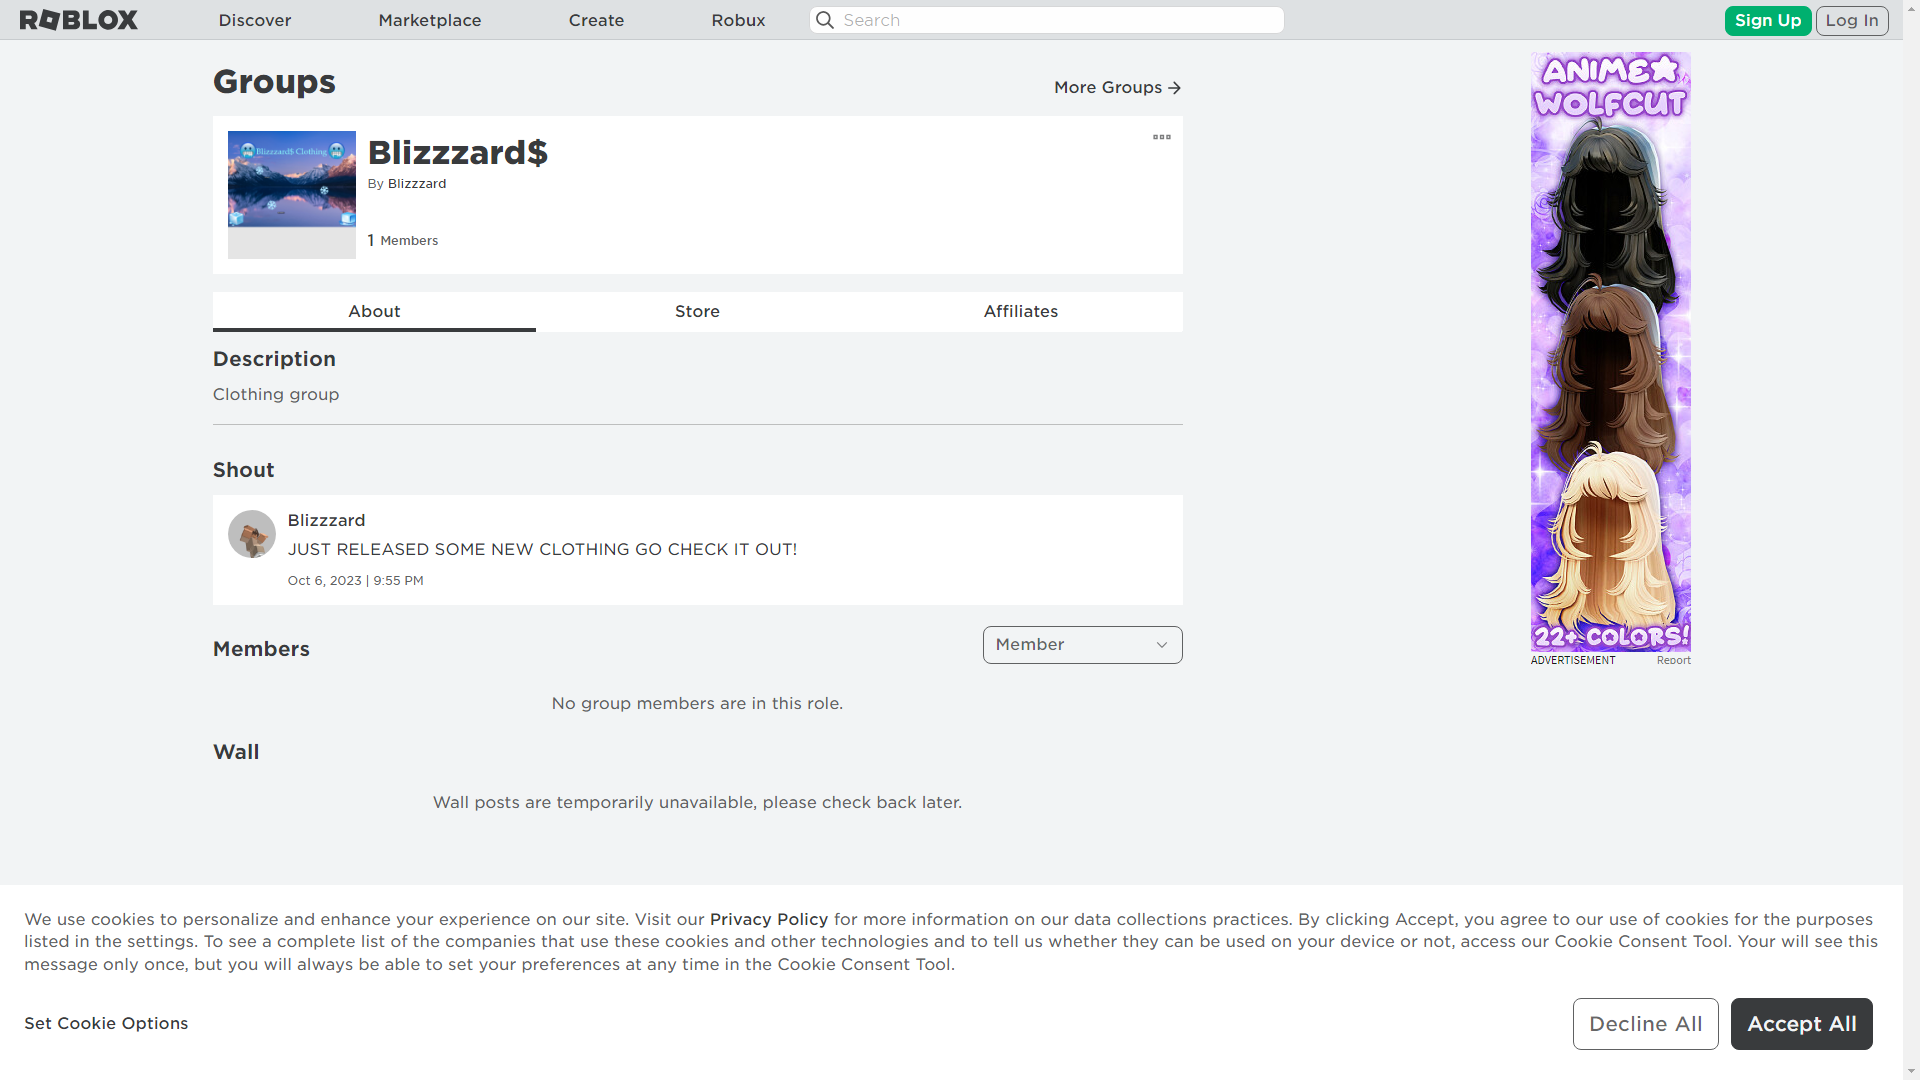 ROBLOX
Discover
Marketplace
Create
Robux
Search
Sign Up
Log In
Groups
More Groups
Blizzzard$ Clothing
Blizzzard$
By Blizzzard
1 Members
About
Store
Affiliates
Description
Clothing group
Shout
Blizzzard
JUST RELEASED SOME NEW CLOTHING GO CHECK IT OUT!
Oct 6, 2023 | 9:55 PM
Members
Member
No group members are in this role.
Wall
Wall posts are temporarily unavailable, please check back later.
ANIME
WOLFCUT
22+ COLORS!
ADVERTISEMENT
Report
We use cookies to personalize and enhance your experience on our site. Visit our Privacy Policy for more information on our data collections practices. By clicking Accept, you agree to our use of cookies for the purposes
listed in the settings. To see a complete list of the companies that use these cookies and other technologies and to tell us whether they can be used on your device or not, access our Cookie Consent Tool. Your will see this
message only once, but you will always be able to set your preferences at any time in the Cookie Consent Tool.
Set Cookie Options
Decline All
Accept All